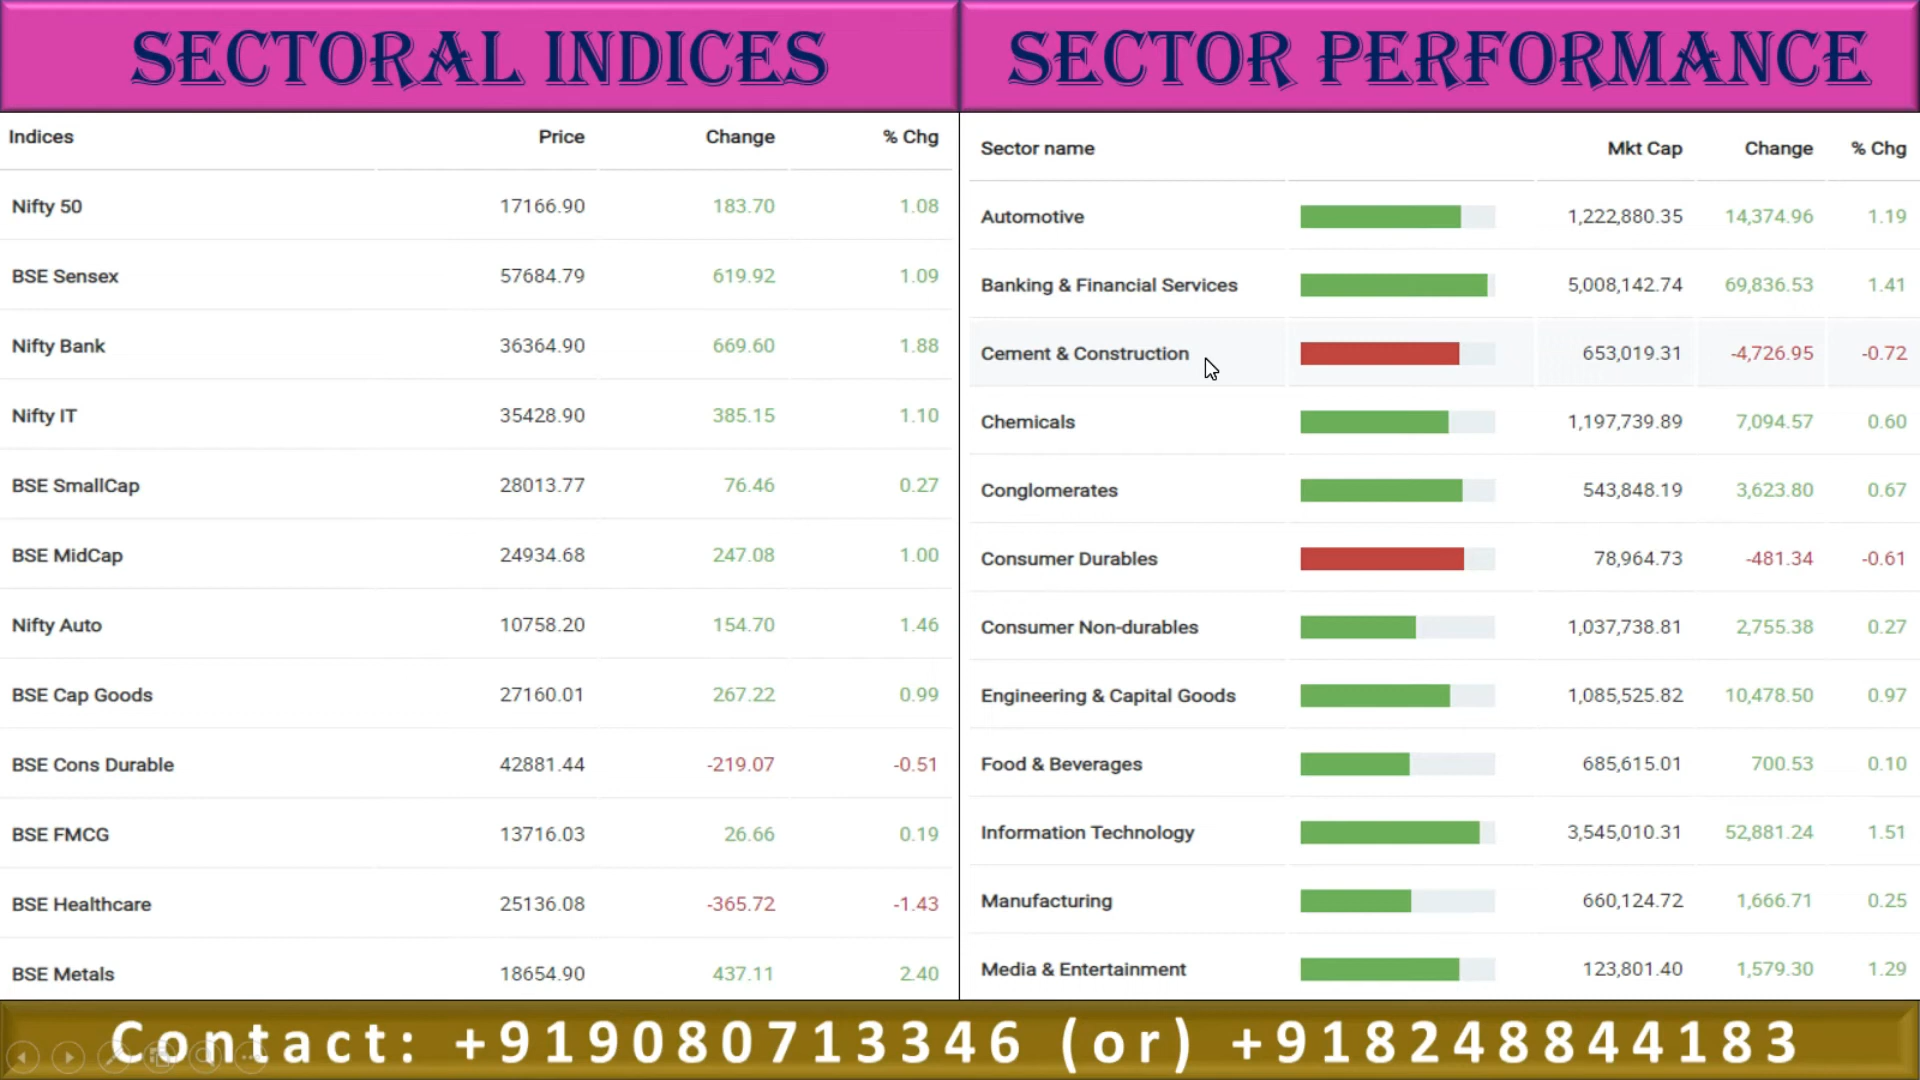 SECTORAL INDICES
Indices Price Change % Chg
Nifty 50 17166.90 183.70 1.08
BSE Sensex 57684.79 619.92 1.09
Nifty Bank 36364.90 669.60 1.88
Nifty IT 35428.90 385.15 1.10
BSE SmallCap 28013.77 76.46 0.27
BSE MidCap 24934.68 247.08 1.00
Nifty Auto 10758.20 154.70 1.46
BSE Cap Goods 27160.01 267.22 0.99
BSE Cons Durable 42881.44 -219.07 -0.51
BSE FMCG 13716.03 26.66 0.19
BSE Healthcare 25136.08 -365.72 -1.43
BSE Metals 18654.90 437.11 2.40
SECTOR PERFORMANCE
Sector name Mkt Cap Change % Chg
Automotive 1,222,880.35 14,374.96 1.19
Banking & Financial Services 5,008,142.74 69,836.53 1.41
Cement & Construction 653,019.31 -4,726.95 -0.72
Chemicals 1,197,739.89 7,094.57 0.60
Conglomerates 543,848.19 3,623.80 0.67
Consumer Durables 78,964.73 -481.34 -0.61
Consumer Non-durables 1,037,738.81 2,755.38 0.27
Engineering & Capital Goods 1,085,525.82 10,478.50 0.97
Food & Beverages 685,615.01 700.53 0.10
Information Technology 3,545,010.31 52,881.24 1.51
Manufacturing 660,124.72 1,666.71 0.25
Media & Entertainment 123,801.40 1,579.30 1.29
Contact: +919080713346 (or) +918248844183